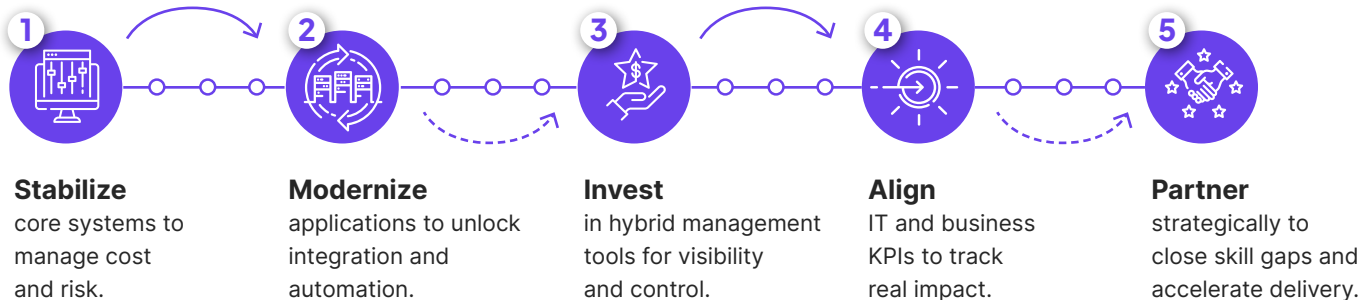 1
2
3
4
5
$
Stabilize
core systems to
manage cost
and risk.
Modernize
applications to unlock
integration and
automation.
Invest
in hybrid management
tools for visibility
and control.
Align
IT and business
KPIs to track
real impact.
Partner
strategically to
close skill gaps and
accelerate delivery.